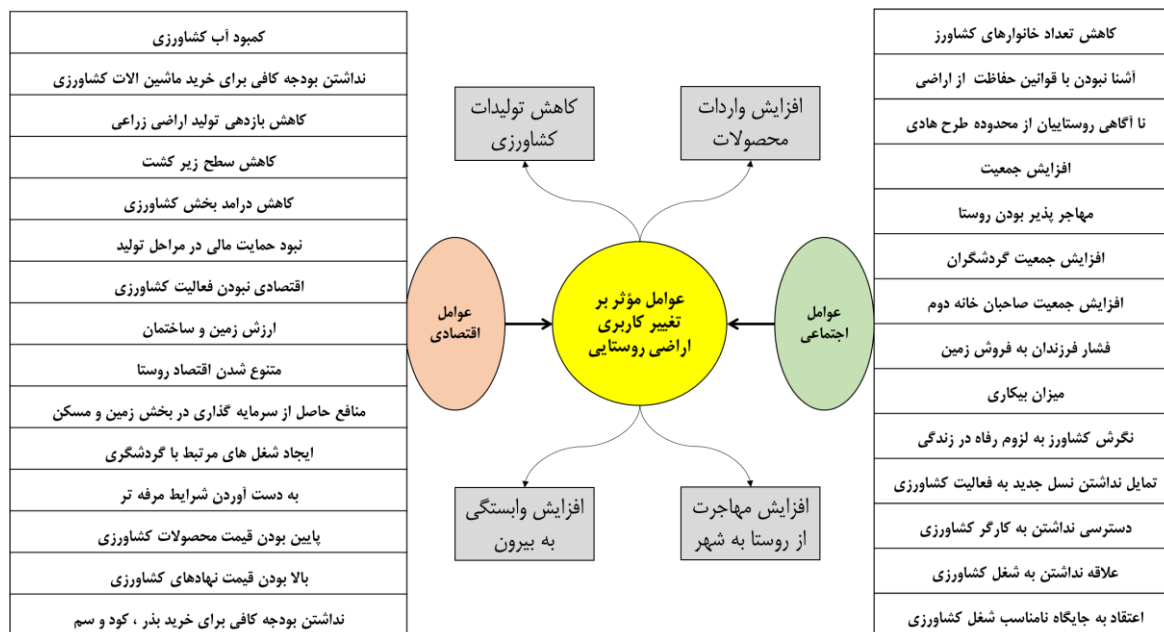 کاهش تعداد خانوارهای کشاورز
آشنا نبودن با قوانین حفاظت از اراضی
نا آگاهی روستاییان از محدوده طرح هادی
افزایش جمعیت
مهاجر پذیر بودن روستا
افزایش جمعیت گردشگران
افزایش جمعیت صاحبان خانه دوم
فشار فرزندان به فروش زمین
میزان بیکاری
نگرش کشاورز به لزوم رفاه در زندگی
تمایل نداشتن نسل جدید به فعالیت کشاورزی
دسترسی نداشتن به کارگر کشاورزی
علاقه نداشتن به شغل کشاورزی
اعتقاد به جایگاه نامناسب شغل کشاورزی
عوامل
اجتماعی
افزایش واردات
محصولات
کاهش تولیدات
کشاورزی
عوامل مؤثر بر
تغییر کاربری
اراضی روستایی
افزایش مهاجرت
از روستا به شهر
افزایش وابستگی
به بیرون
عوامل
اقتصادی
کمبود آب کشاورزی
نداشتن بودجه کافی برای خرید ماشین الات کشاورزی
کاهش بازدهی تولید اراضی زراعی
کاهش سطح زیر کشت
کاهش درامد بخش کشاورزی
نبود حمایت مالی در مراحل تولید
اقتصادی نبودن فعالیت کشاورزی
ارزش زمین و ساختمان
متنوع شدن اقتصاد روستا
منافع حاصل از سرمایه گذاری در بخش زمین و مسکن
ایجاد شغل های مرتبط با گردشگری
به دست آوردن شرایط مرفه تر
پایین بودن قیمت محصولات کشاورزی
بالا بودن قیمت نهادهای کشاورزی
نداشتن بودجه کافی برای خرید بذر ، کود و سم